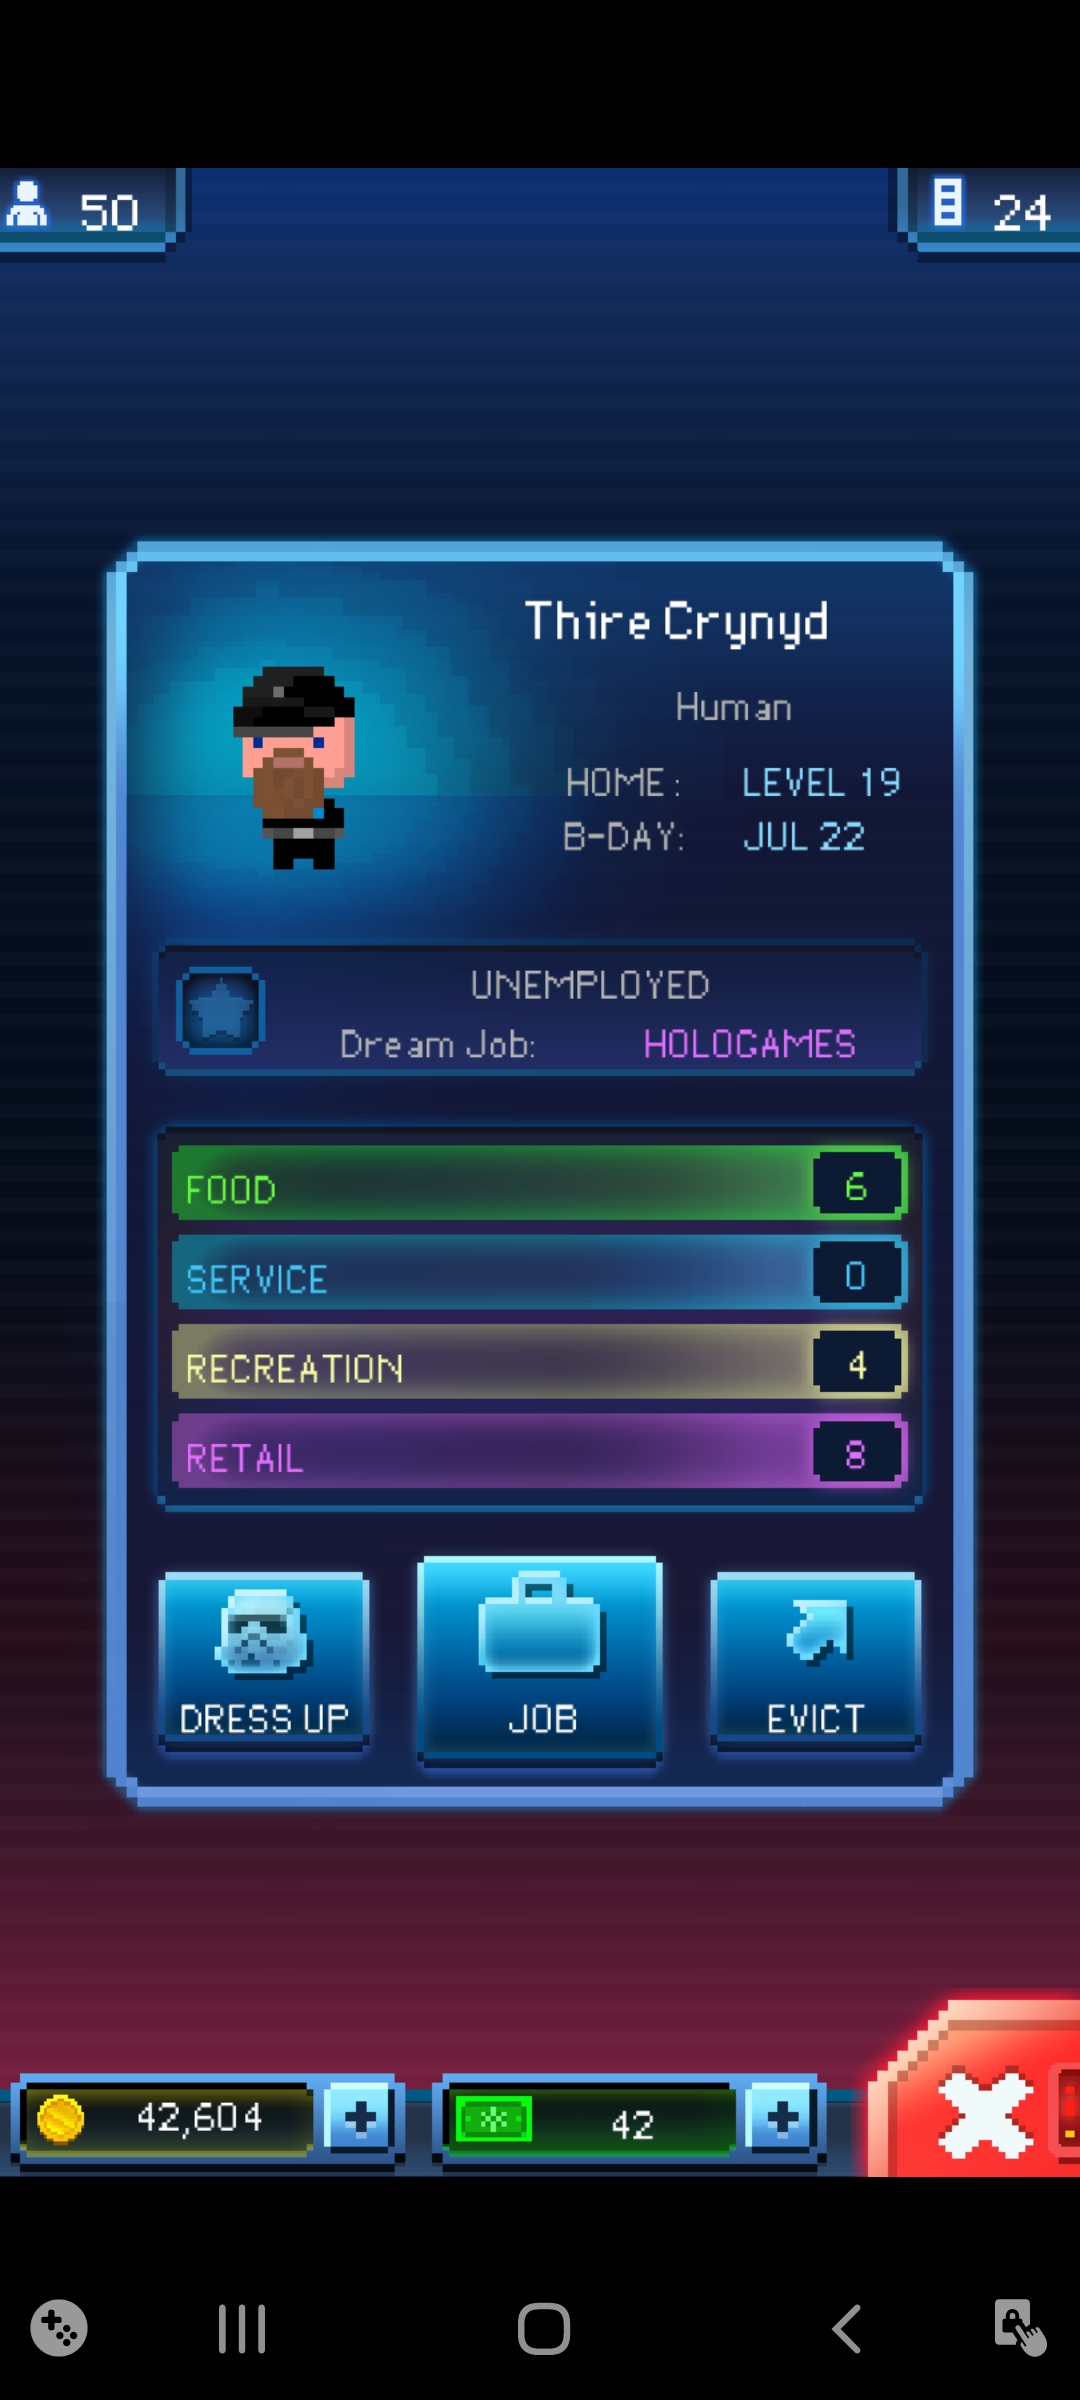 50
24
Thire Crynyd
Human
HOME: LEVEL 19
B-DAY: JUL 22
UNEMPLOYED
Dream Job: HOLOGAMES
FOOD 6
SERVICE 0
RECREATION 4
RETAIL 8
DRESS UP
JOB
EVICT
42,604
42